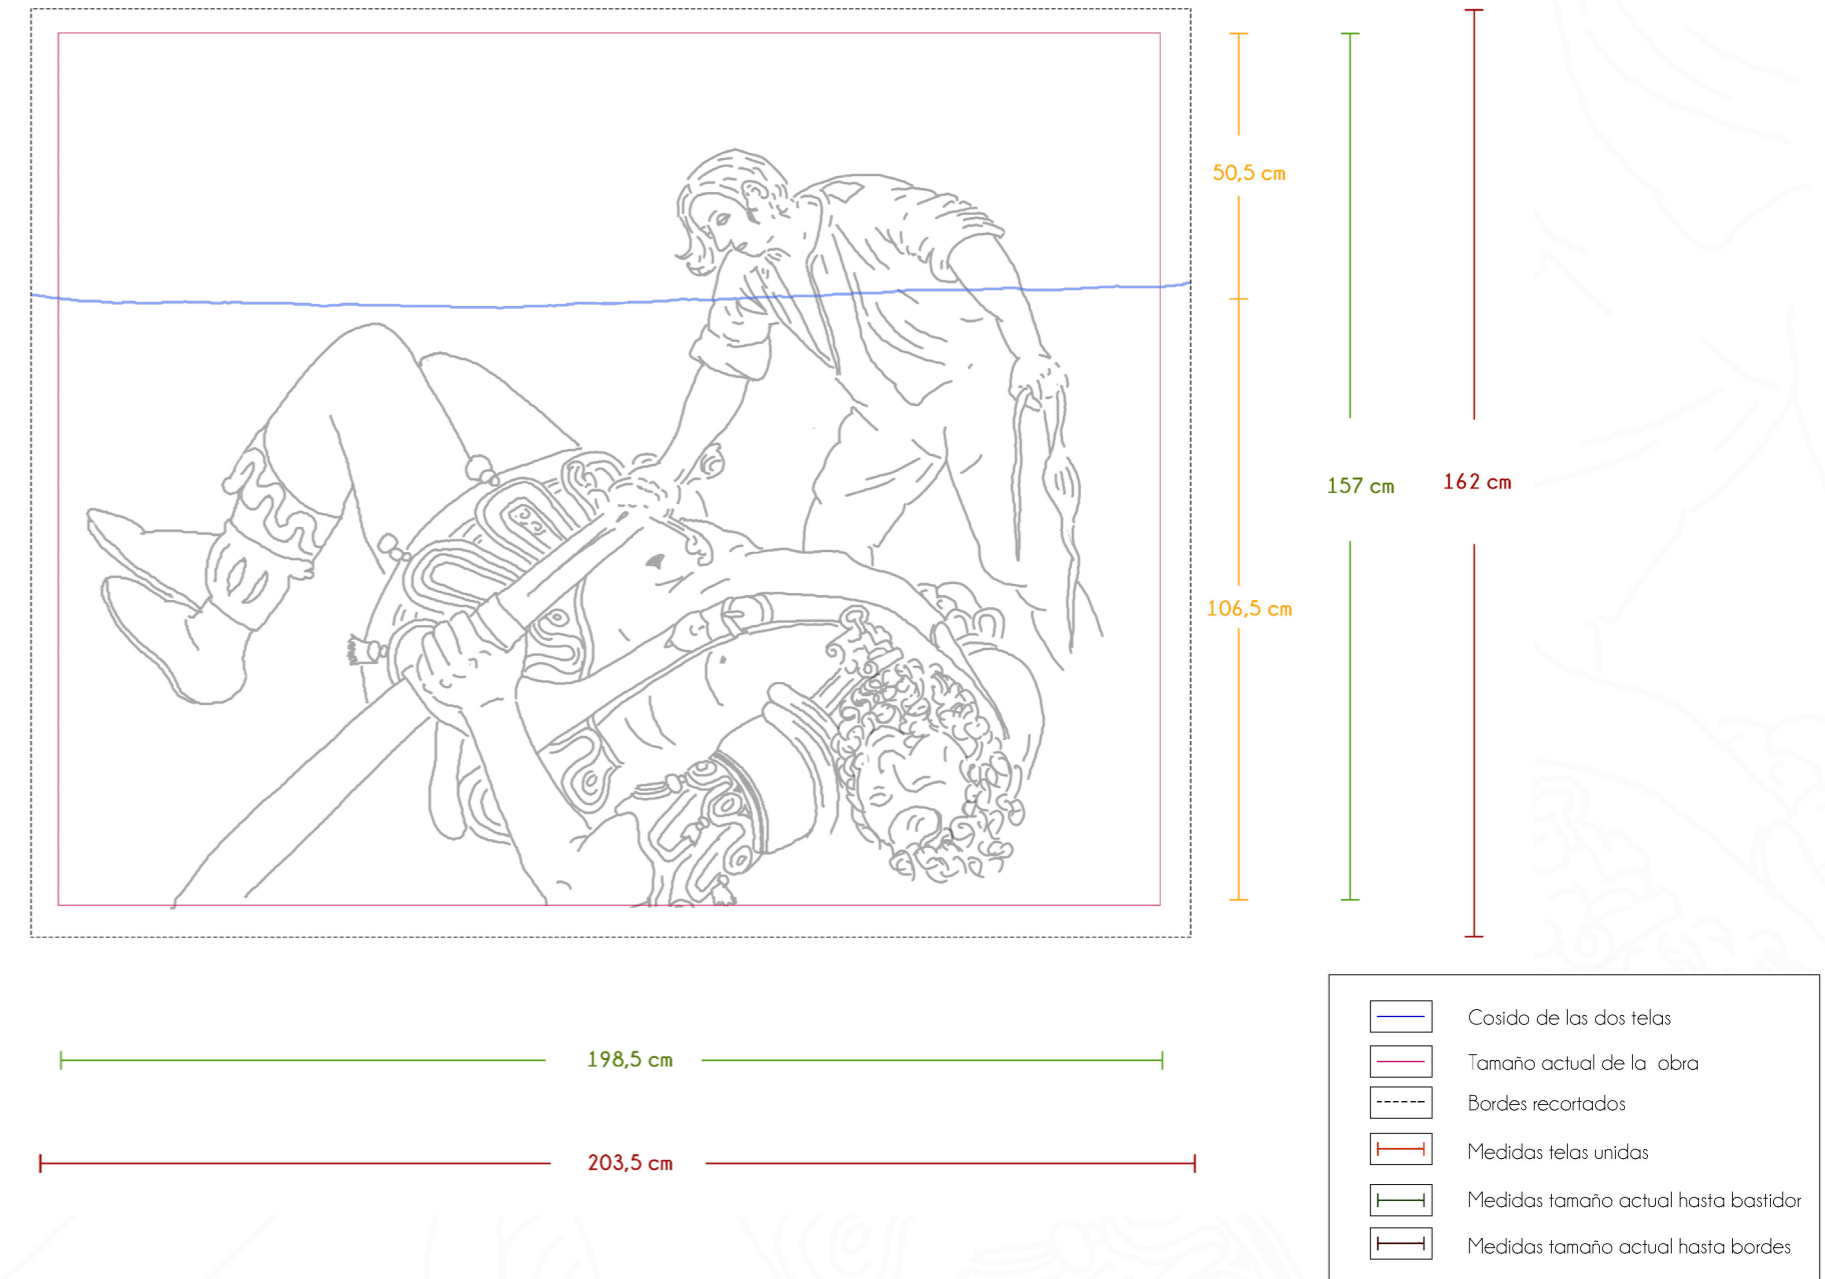 50,5 cm
157 cm
162 cm
106,5 cm
198,5 cm
203,5 cm
Cosido de las dos telas
Tamaño actual de la obra
Bordes recortados
Medidas telas unidas
Medidas tamaño actual hasta bastidor
Medidas tamaño actual hasta bordes